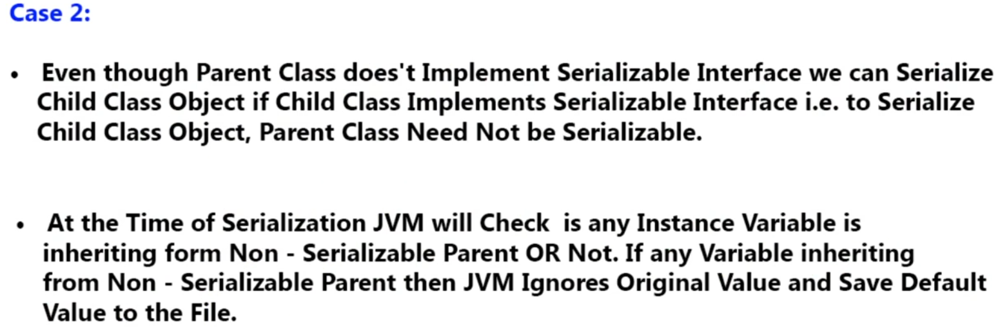 Case 2:
• Even though Parent Class does't Implement Serializable Interface we can Serialize
Child Class Object if Child Class Implements Serializable Interface i.e. to Serialize
Child Class Object, Parent Class Need Not be Serializable.
• At the Time of Serialization JVM will Check is any Instance Variable is
inheriting form Non - Serializable Parent OR Not. If any Variable inheriting
from Non - Serializable Parent then JVM Ignores Original Value and Save Default
Value to the File.